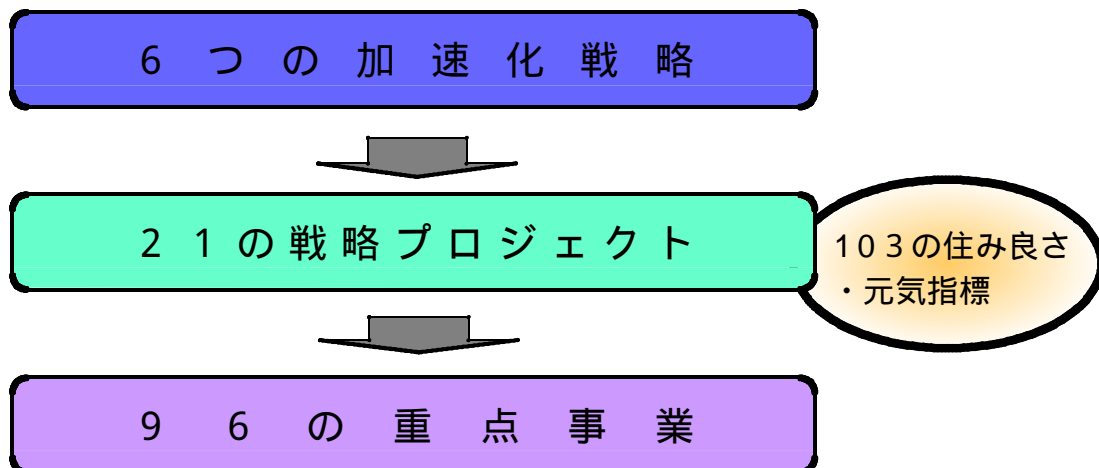 ６つの加速化戦略
２１の戦略プロジェクト
１０３の住み良さ
・元気指標
９６の重点事業